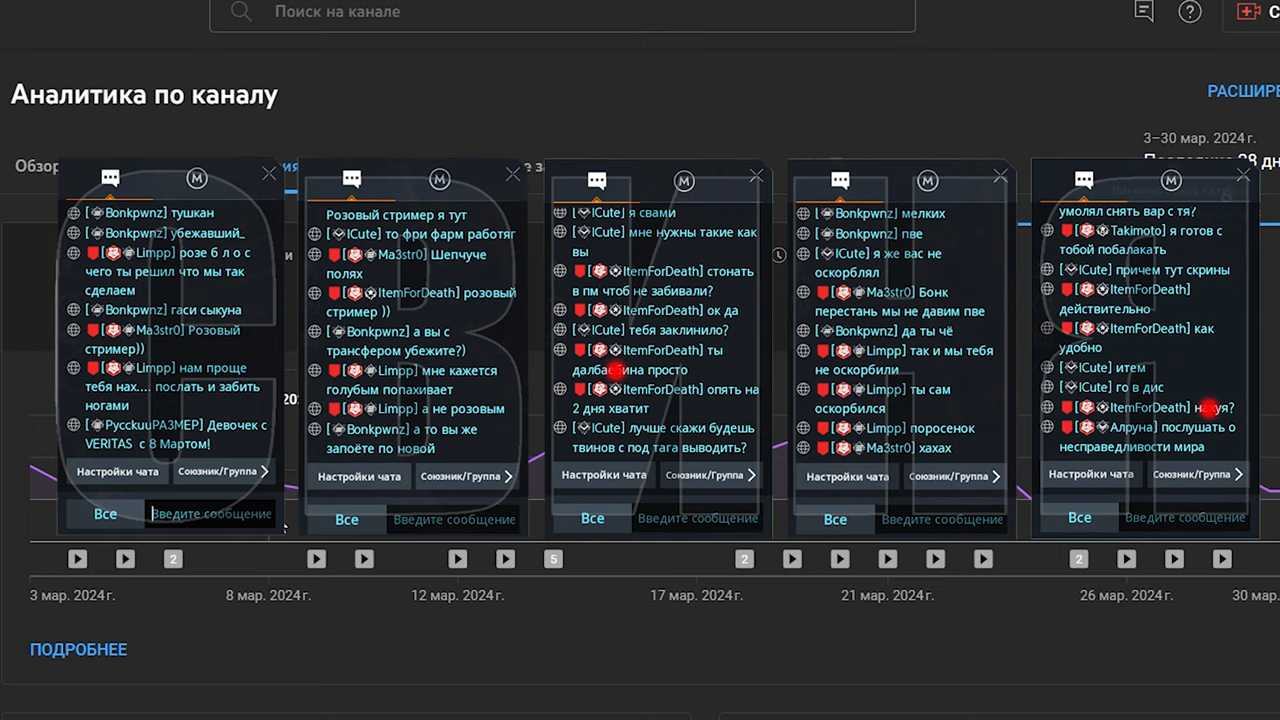 Поиск на канале
Аналитика по каналу
РАСШИРЕ
3–30 мар. 2024 г.
Обзор
[Bonkpwnz] тушкан
[Bonkpwnz] убежавший_
[Limpp] розе б л о с
чего ты решил что мы так
сделаем
[Bonkpwnz] гаси сыкуна
[Ma3str0] Розовый
стример))
[Limpp] нам проще
тебя нах.... послать и забить
ногами
[РусскииРАЗМЕР] Девочек с
VERITAS с 8 Мартом!
Настройки чата
Союзник/Группа
Все
Введите сообщение
Розовый стример я тут
[ICute] то фри фарм работяг
[Ma3str0] Шепчуче
полях
[ItemForDeath] розовый
стример ))
[Bonkpwnz] а вы с
трансфером убежите?)
[Limpp] мне кажется
голубым попахивает
[Limpp] а не розовым
[Bonkpwnz] а то вы же
запоёте по новой
Настройки чата
Союзник/Группа
Все
Введите сообщение
[ICute] я свами
[ICute] мне нужны такие как
вы
[ItemForDeath] стонать
в пм чтоб не забивали?
[ItemForDeath] ок да
[ICute] тебя заклинило?
[ItemForDeath] ты
далбаебина просто
[ItemForDeath] опять на
2 дня хватит
[ICute] лучше скажи будешь
твинов с под тага выводить?
Настройки чата
Союзник/Группа
Все
Введите сообщение
[Bonkpwnz] мелких
[Bonkpwnz] пве
[ICute] я же вас не
оскорблял
[Ma3str0] Бонк
перестань мы не давим пве
[Bonkpwnz] да ты чё
[Limpp] так и мы тебя
не оскорбили
[Limpp] ты сам
оскорбился
[Limpp] поросенок
[Ma3str0] хахах
Настройки чата
Союзник/Группа
Все
Введите сообщение
умолял снять вар с тя?
[Takimoto] я готов с
тобой побалакать
[ICute] причем тут скрины
[ItemForDeath]
действительно
[ItemForDeath] как
удобно
[ICute] итем
[ICute] го в дис
[ItemForDeath] нахуя?
[Алруна] послушать о
несправедливости мира
Настройки чата
Союзник/Группа
Все
Введите сообщение
2
5
2
2
3 мар. 2024 г.
8 мар. 2024 г.
12 мар. 2024 г.
17 мар. 2024 г.
21 мар. 2024 г.
26 мар. 2024 г.
30 мар.
ПОДРОБНЕЕ